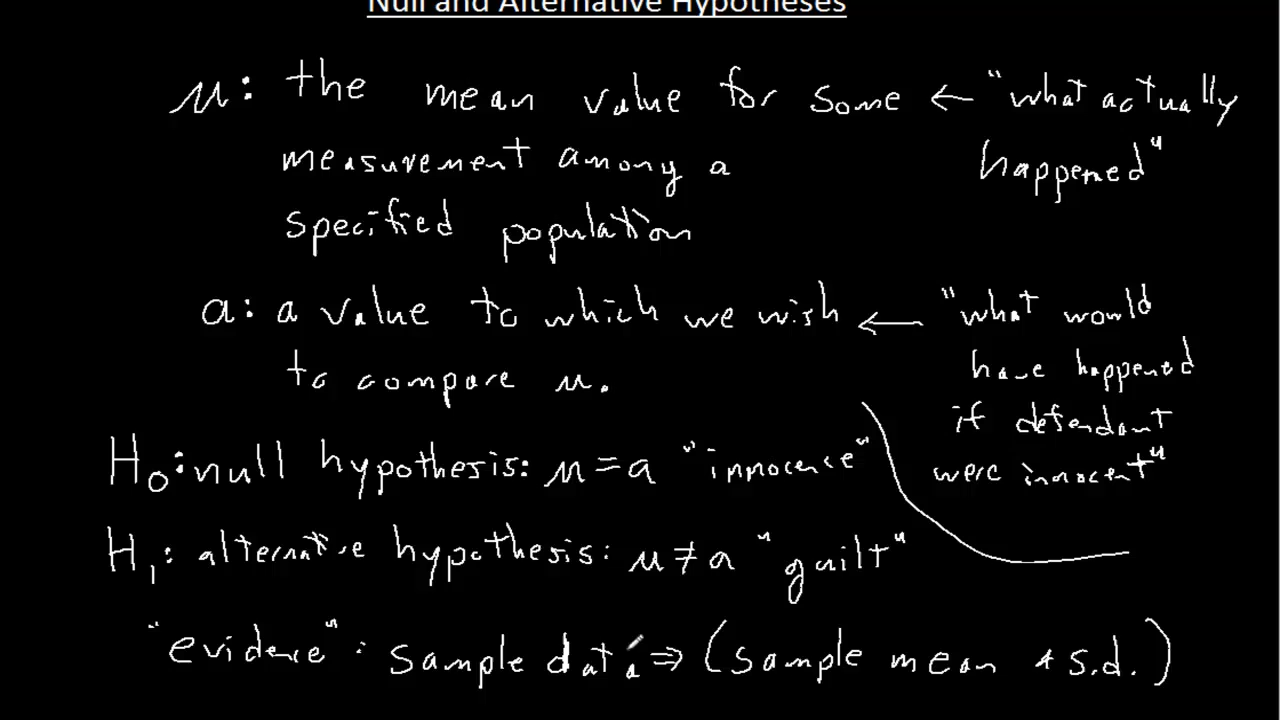 Null and Alternative Hypotheses
μ: the mean value for some ← "what actually
measurement among a happened"
specified population
a: a value to which we wish ← "what would
to compare μ. have happened
if defendant
H₀: null hypothesis: μ = a "innocence" were innocent"
H₁: alternative hypothesis: μ ≠ a "guilt"
"evidence": sample data ⇒ (sample mean + s.d.)